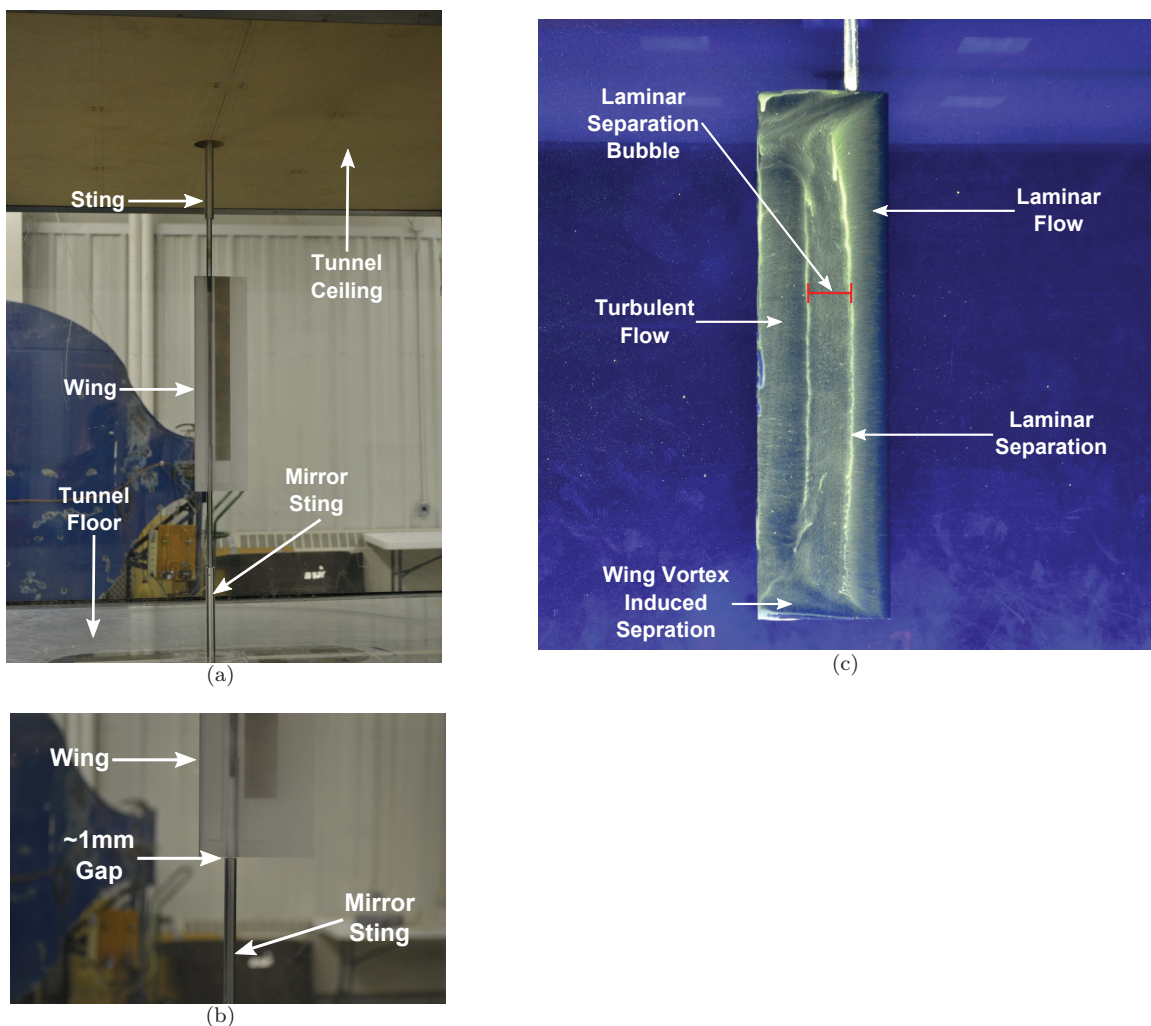 Sting
Tunnel
Ceiling
Wing
Mirror
Sting
Tunnel
Floor
(a)
Wing
~1mm
Gap
Mirror
Sting
(b)
Laminar
Separation
Bubble
Laminar
Flow
Turbulent
Flow
Laminar
Separation
Wing Vortex
Induced
Sepration
(c)